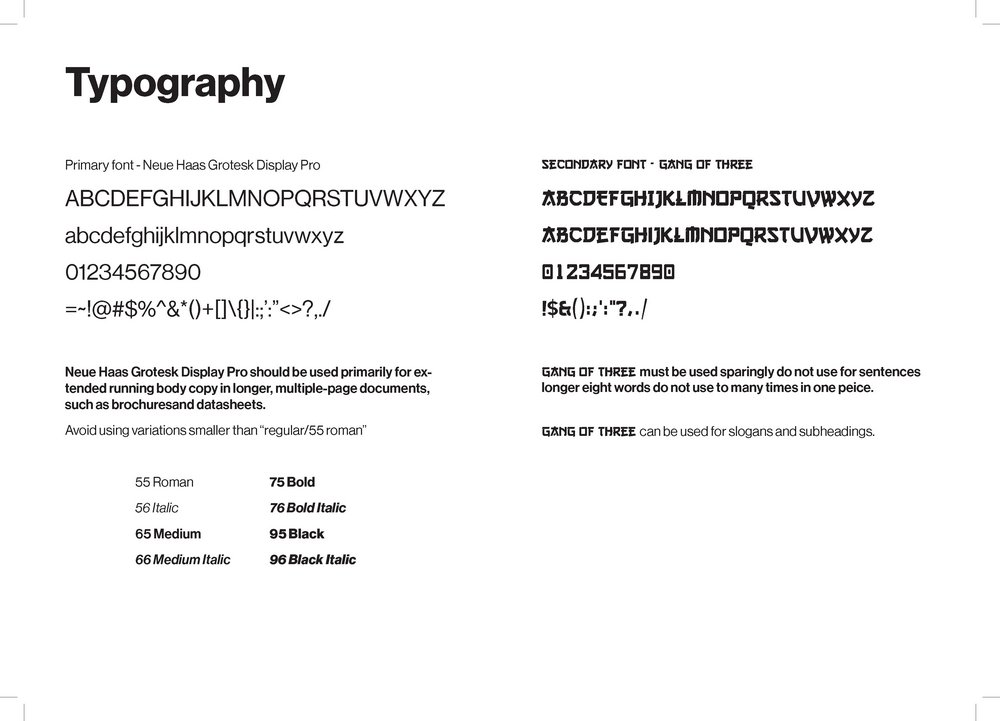 Typography
Primary font - Neue Haas Grotesk Display Pro
ABCDEFGHIJKLMNOPQRSTUVWXYZ
abcdefghijklmnopqrstuvwxyz
01234567890
=~!@#$%^&*()+[]\{}|:;’:”<>?,./
Neue Haas Grotesk Display Pro should be used primarily for ex-
tended running body copy in longer, multiple-page documents,
such as brochuresand datasheets.
Avoid using variations smaller than “regular/55 roman”
55 Roman
56 Italic
65 Medium
66 Medium Italic
75 Bold
76 Bold Italic
95 Black
96 Black Italic
SECONDARY FONT - GANG OF THREE
ABCDEFGHIJKLMNOPQRSTUVWXYZ
ABCDEFGHIJKLMNOPQRSTUVWXYZ
01234567890
!$&():;':"?,./
GANG OF THREE must be used sparingly do not use for sentences
longer eight words do not use to many times in one peice.
GANG OF THREE can be used for slogans and subheadings.